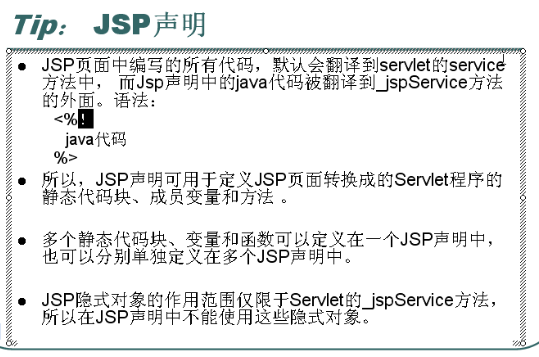 Tip: JSP声明
● JSP页面中编写的所有代码，默认会翻译到servlet的service
方法中， 而Jsp声明中的java代码被翻译到_jspService方法
的外面。语法：
<%!
java代码
%>
● 所以，JSP声明可用于定义JSP页面转换成的Servlet程序的
静态代码块、成员变量和方法 。
● 多个静态代码块、变量和函数可以定义在一个JSP声明中，
也可以分别单独定义在多个JSP声明中。
● JSP隐式对象的作用范围仅限于Servlet的_jspService方法，
所以在JSP声明中不能使用这些隐式对象。